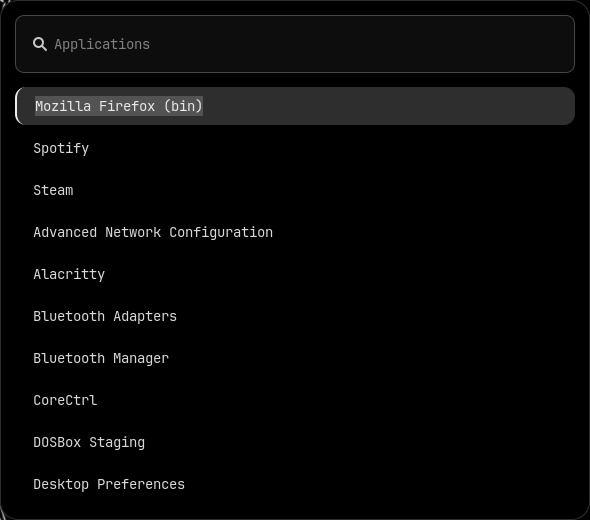 Applications
Mozilla Firefox (bin)
Spotify
Steam
Advanced Network Configuration
Alacritty
Bluetooth Adapters
Bluetooth Manager
CoreCtrl
DOSBox Staging
Desktop Preferences